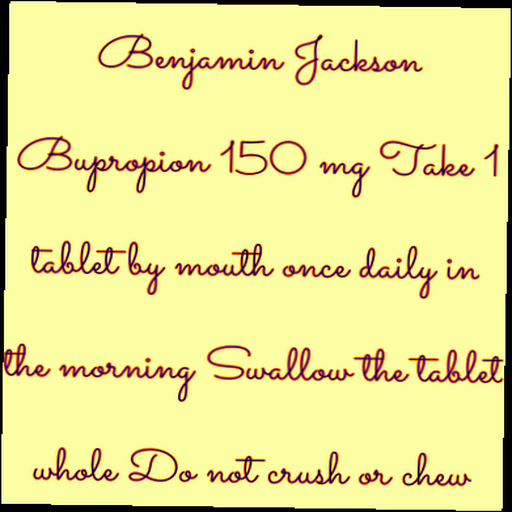 Benjamin Jackson
Bupropion 150 mg Take 1
tablet by mouth once daily in
the morning Swallow the tablet
whole Do not crush or chew